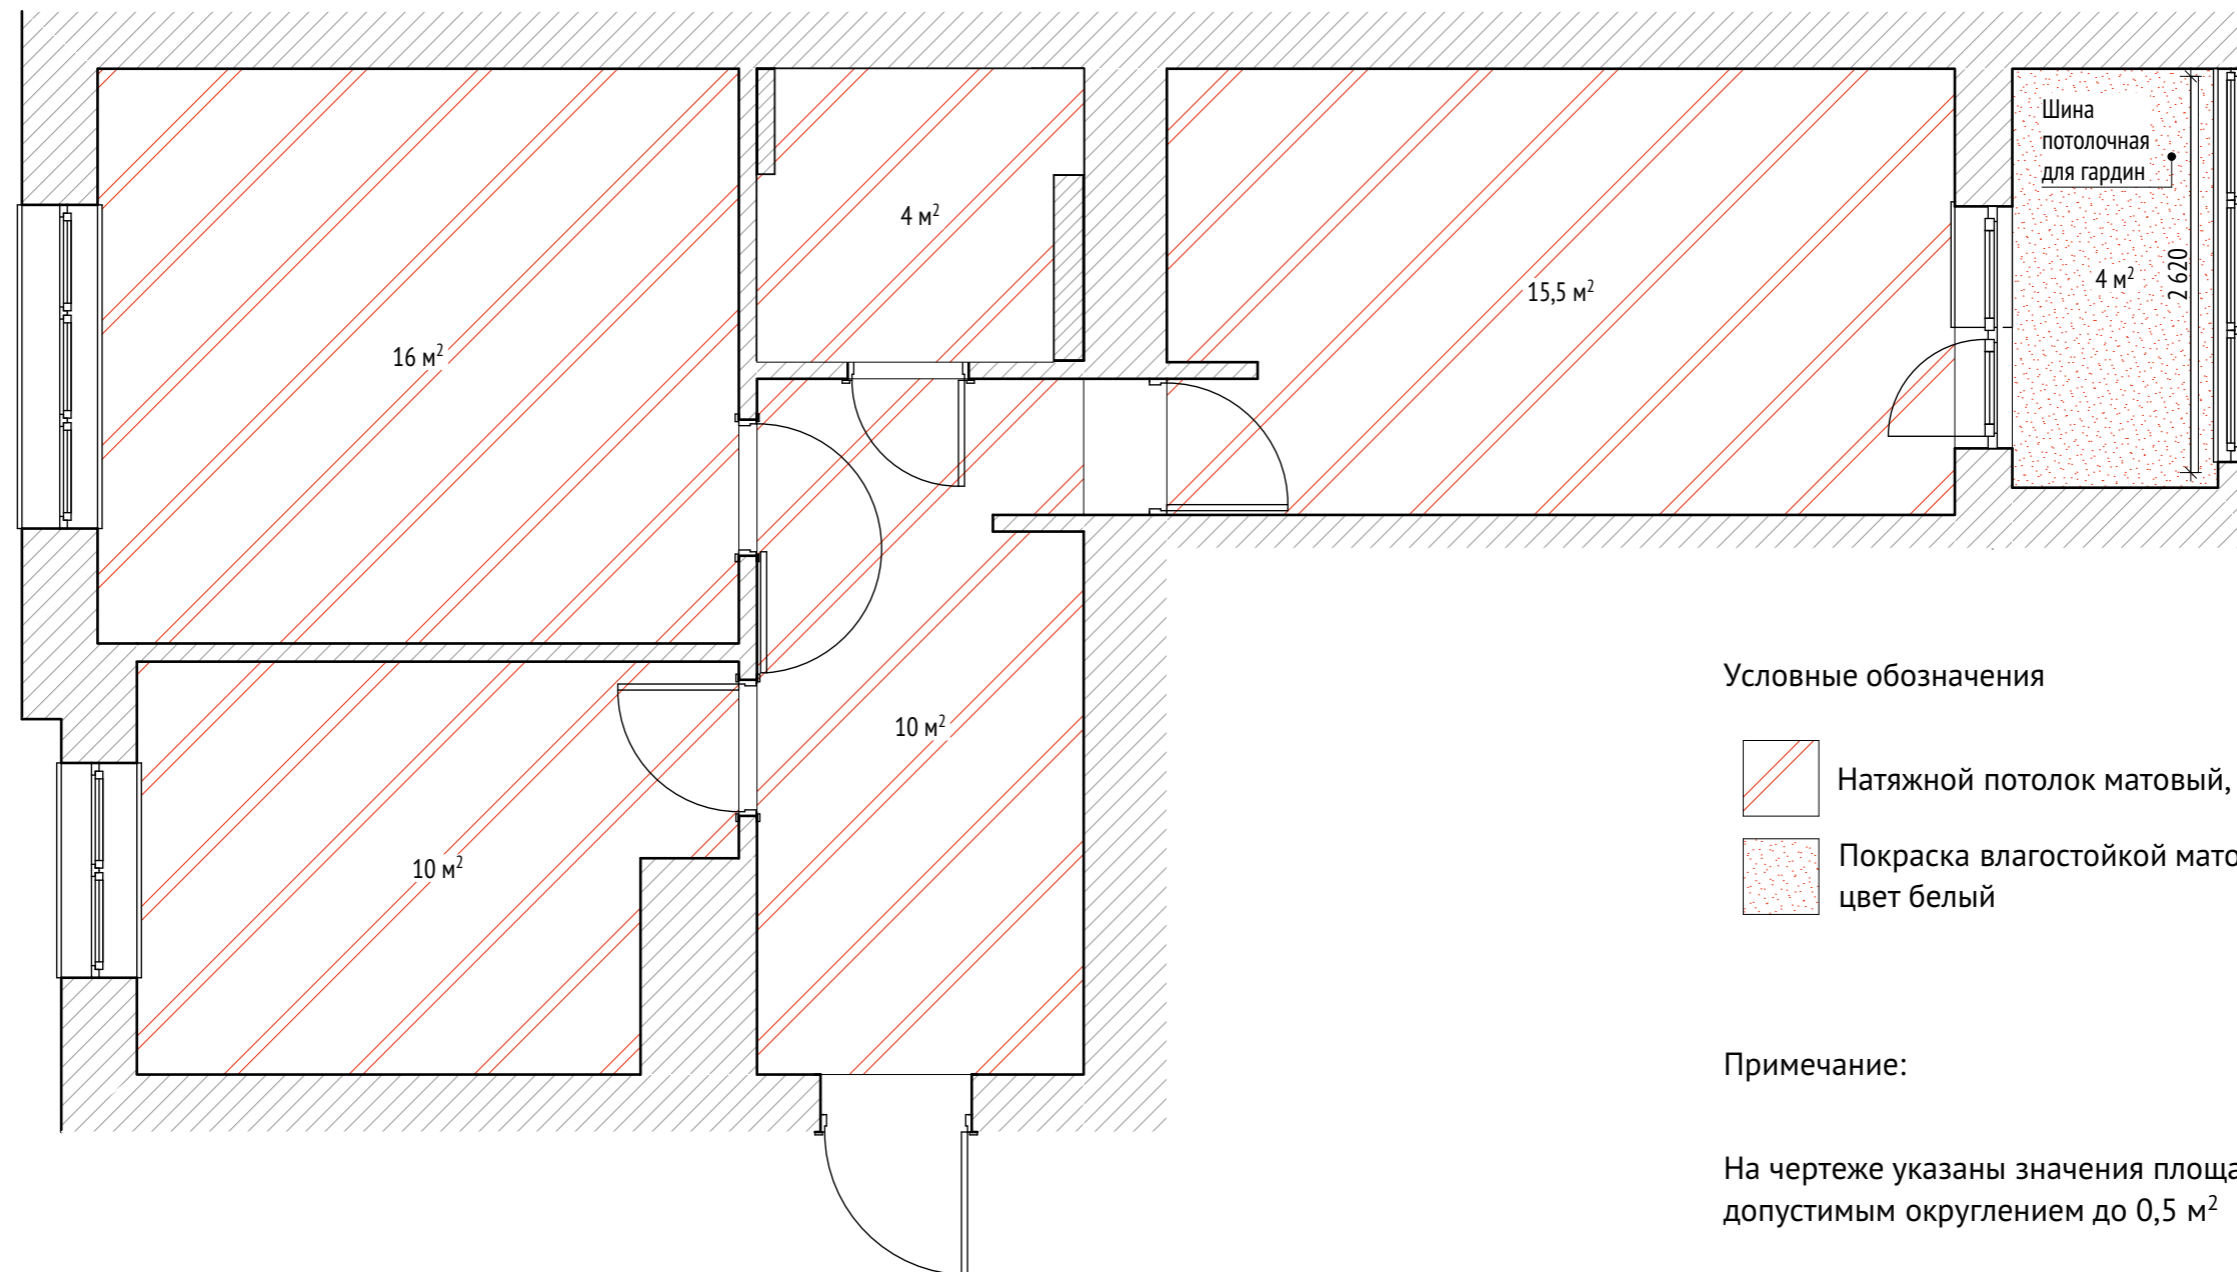 Шина
потолочная
для гардин
4 м²
16 м²
15,5 м²
4 м²
2 620
10 м²
10 м²
Условные обозначения
Натяжной потолок матовый,
Покраска влагостойкой
цвет белый
Примечание:
На чертеже указаны значения
допустимым округлением до 0,5 м²